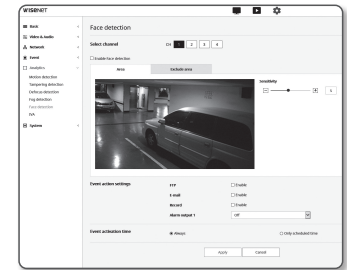 WISENET
Basic
Video & Audio
Network
Event
Analytics
Motion detection
Tampering detection
Defocus detection
Fog detection
Face detection
IVA
System
Face detection
Select channel
CH 1 2 3 4
Enable Face detection
Area Exclude area
Sensitivity
5
Event action settings
FTP Enable
E-mail Enable
Record Enable
Alarm output 1 Off
Event activation time
Always Only scheduled time
Apply Cancel